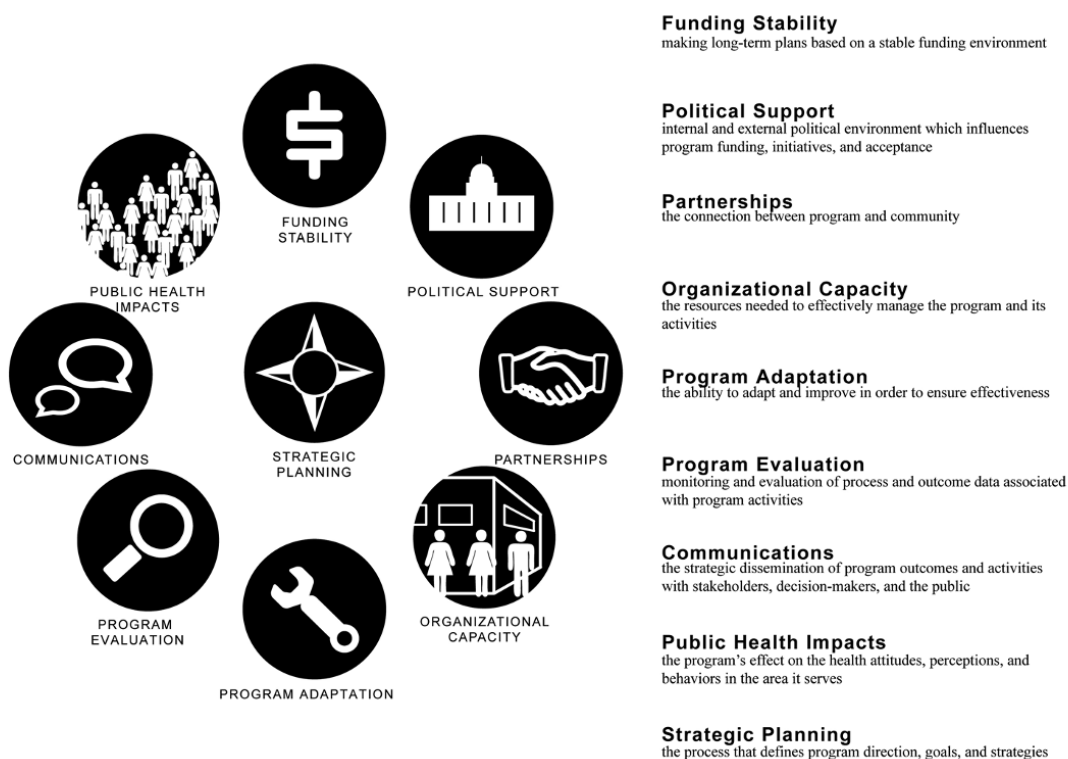 FUNDING
STABILITY
POLITICAL SUPPORT
PARTNERSHIPS
ORGANIZATIONAL
CAPACITY
PROGRAM ADAPTATION
PROGRAM
EVALUATION
COMMUNICATIONS
PUBLIC HEALTH
IMPACTS
STRATEGIC
PLANNING
Funding Stability
making long-term plans based on a stable funding environment
Political Support
internal and external political environment which influences
program funding, initiatives, and acceptance
Partnerships
the connection between program and community
Organizational Capacity
the resources needed to effectively manage the program and its
activities
Program Adaptation
the ability to adapt and improve in order to ensure effectiveness
Program Evaluation
monitoring and evaluation of process and outcome data associated
with program activities
Communications
the strategic dissemination of program outcomes and activities
with stakeholders, decision-makers, and the public
Public Health Impacts
the program's effect on the health attitudes, perceptions, and
behaviors in the area it serves
Strategic Planning
the process that defines program direction, goals, and strategies